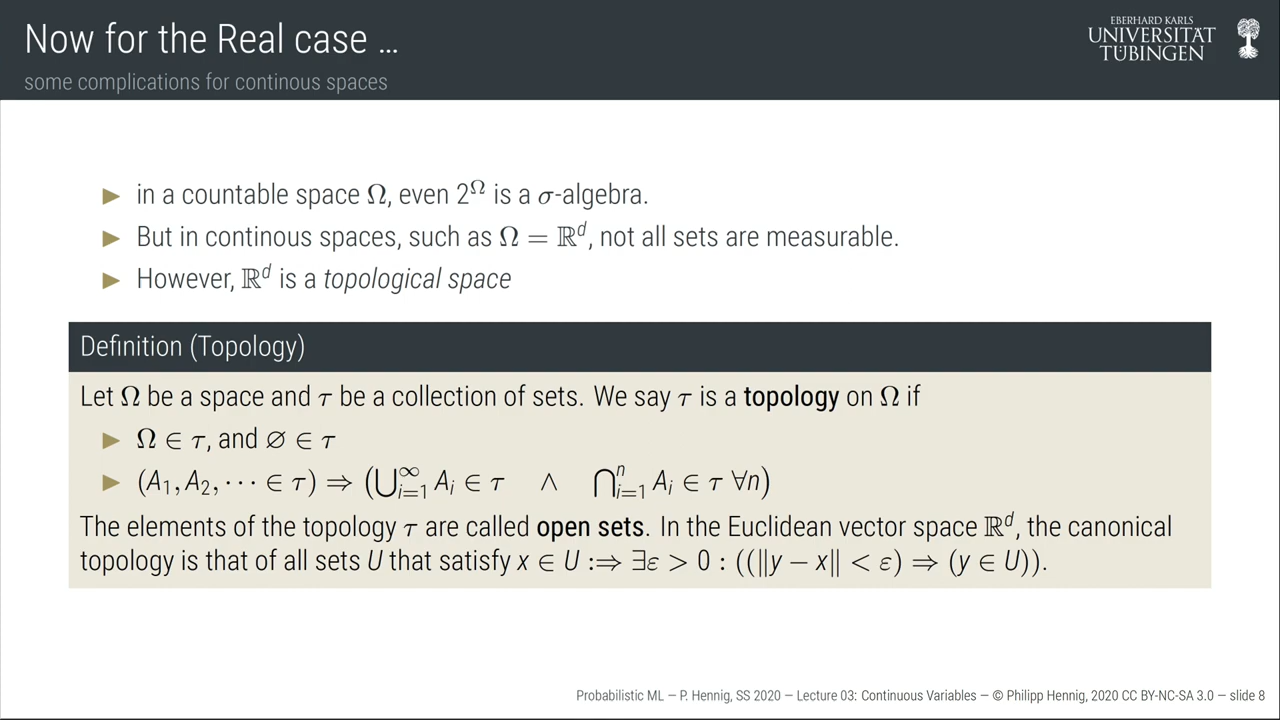 Now for the Real case …
some complications for continous spaces
EBERHARD KARLS
UNIVERSITÄT
TÜBINGEN
▶ in a countable space Ω, even 2^Ω is a σ-algebra.
▶ But in continous spaces, such as Ω = ℝ^d, not all sets are measurable.
▶ However, ℝ^d is a topological space
Definition (Topology)
Let Ω be a space and τ be a collection of sets. We say τ is a topology on Ω if
▶ Ω ∈ τ, and ∅ ∈ τ
▶ (A₁, A₂, ⋯ ∈ τ) ⇒ (⋃_{i=1}^∞ A_i ∈ τ ∧ ⋂_{i=1}^n A_i ∈ τ ∀n)
The elements of the topology τ are called open sets. In the Euclidean vector space ℝ^d, the canonical
topology is that of all sets U that satisfy x ∈ U :⇒ ∃ε > 0 : ((‖y − x‖ < ε) ⇒ (y ∈ U)).
Probabilistic ML — P. Hennig, SS 2020 — Lecture 03: Continuous Variables — © Philipp Hennig, 2020 CC BY-NC-SA 3.0 — slide 8